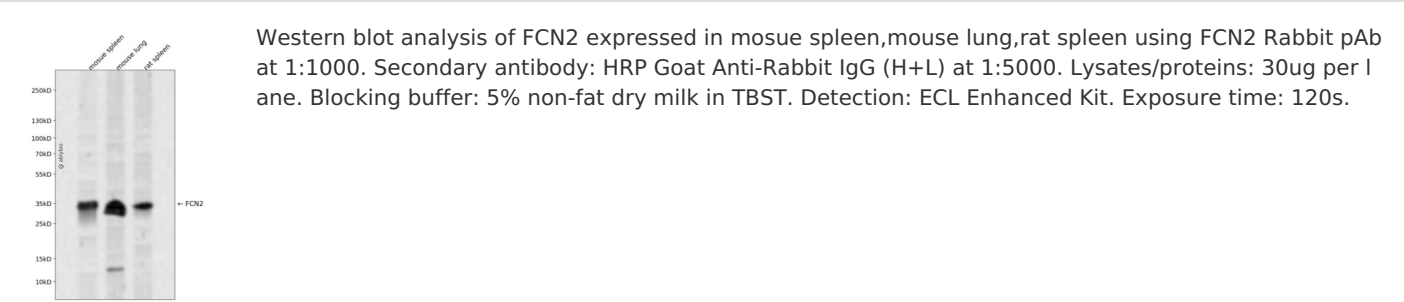 mosue spleen
mouse lung
rat spleen
250kD
130kD
100kD
70kD
55kD
35kD
25kD
15kD
10kD
@ abbyec
← FCN2
Western blot analysis of FCN2 expressed in mosue spleen,mouse lung,rat spleen using FCN2 Rabbit pAb
at 1:1000. Secondary antibody: HRP Goat Anti-Rabbit IgG (H+L) at 1:5000. Lysates/proteins: 30ug per l
ane. Blocking buffer: 5% non-fat dry milk in TBST. Detection: ECL Enhanced Kit. Exposure time: 120s.